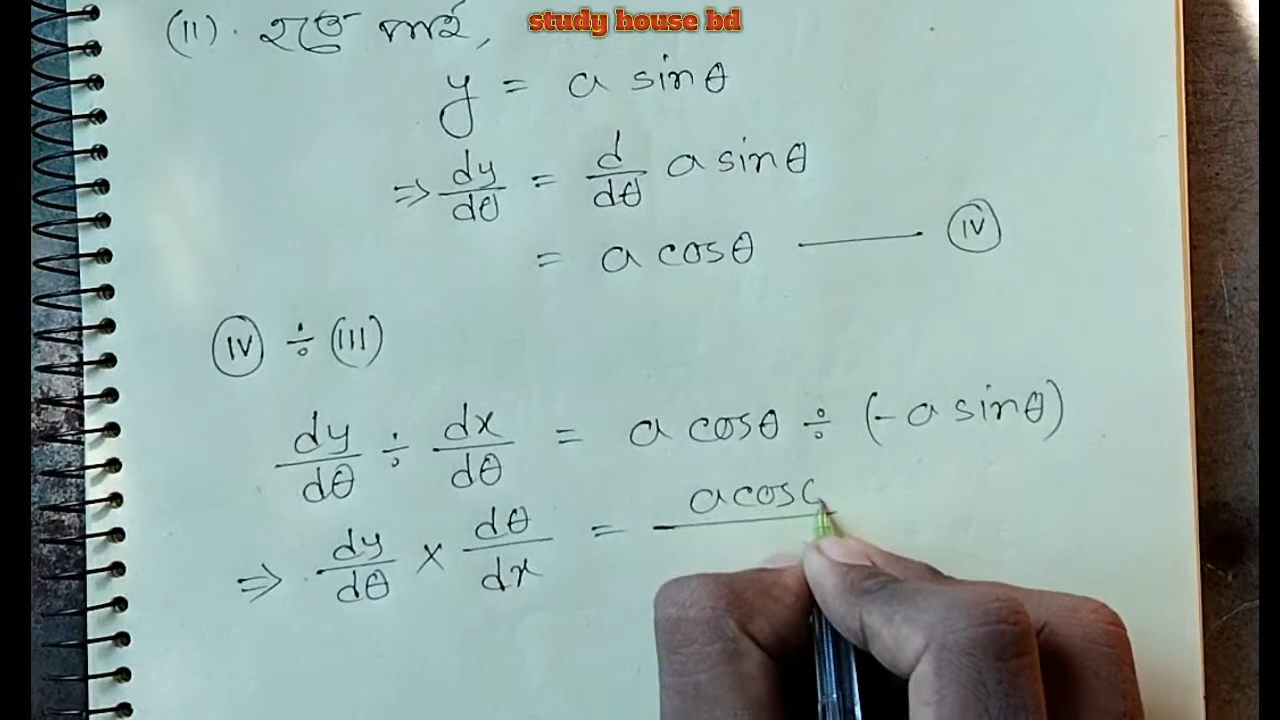 study house bd
(II). হতে পাই,
y = a sinθ
⇒ dy/dθ = d/dθ a sinθ
= a cosθ —— (IV)
(IV) ÷ (III)
dy/dθ ÷ dx/dθ = a cosθ ÷ (- a sinθ)
⇒ dy/dθ × dθ/dx = a cos